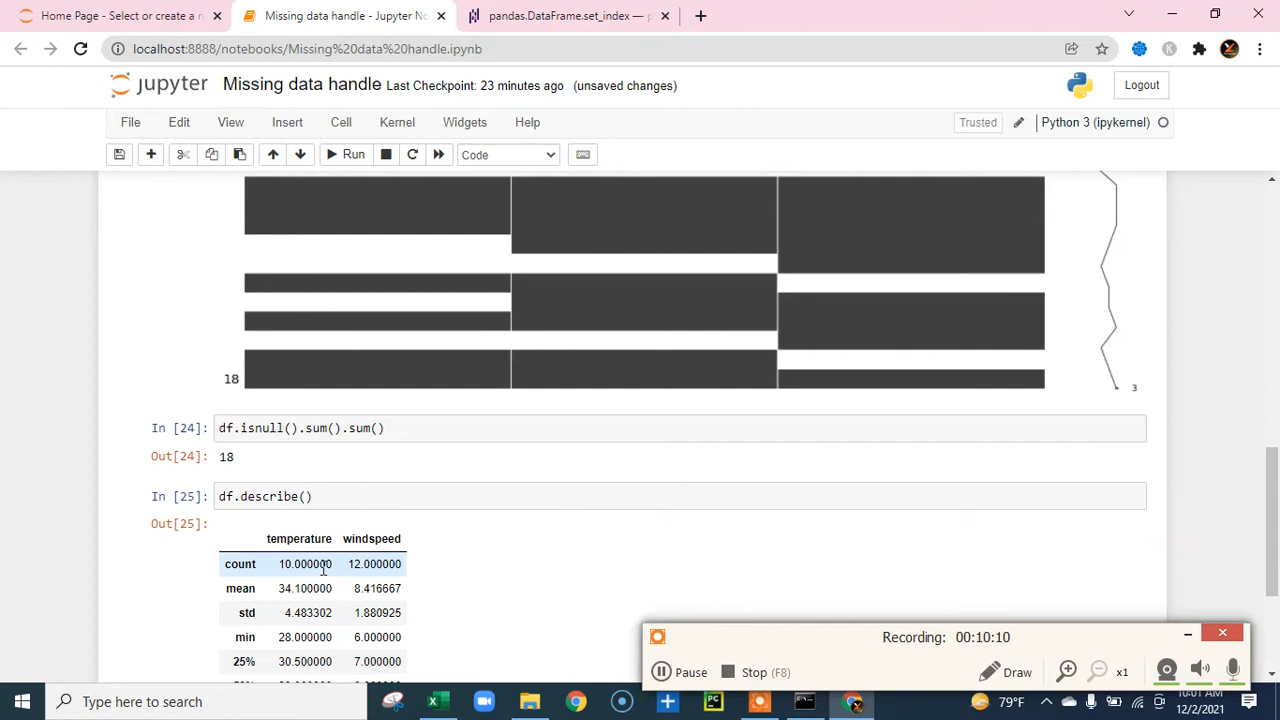 Home Page - Select or create a n
Missing data handle - Jupyter No
pandas.DataFrame.set_index — p
localhost:8888/notebooks/Missing%20data%20handle.ipynb
K
jupyter Missing data handle Last Checkpoint: 23 minutes ago (unsaved changes)
Logout
File Edit View Insert Cell Kernel Widgets Help
Trusted
Python 3 (ipykernel)
Run
Code
18
3
In [24]: df.isnull().sum().sum()
Out[24]: 18
In [25]: df.describe()
Out[25]:
temperature windspeed
count 10.000000 12.000000
mean 34.100000 8.416667
std 4.483302 1.880925
min 28.000000 6.000000
25% 30.500000 7.000000
Recording: 00:10:10
Pause Stop (F8) Draw x1
Type here to search
X
PC
79°F
10:01 AM
12/2/2021